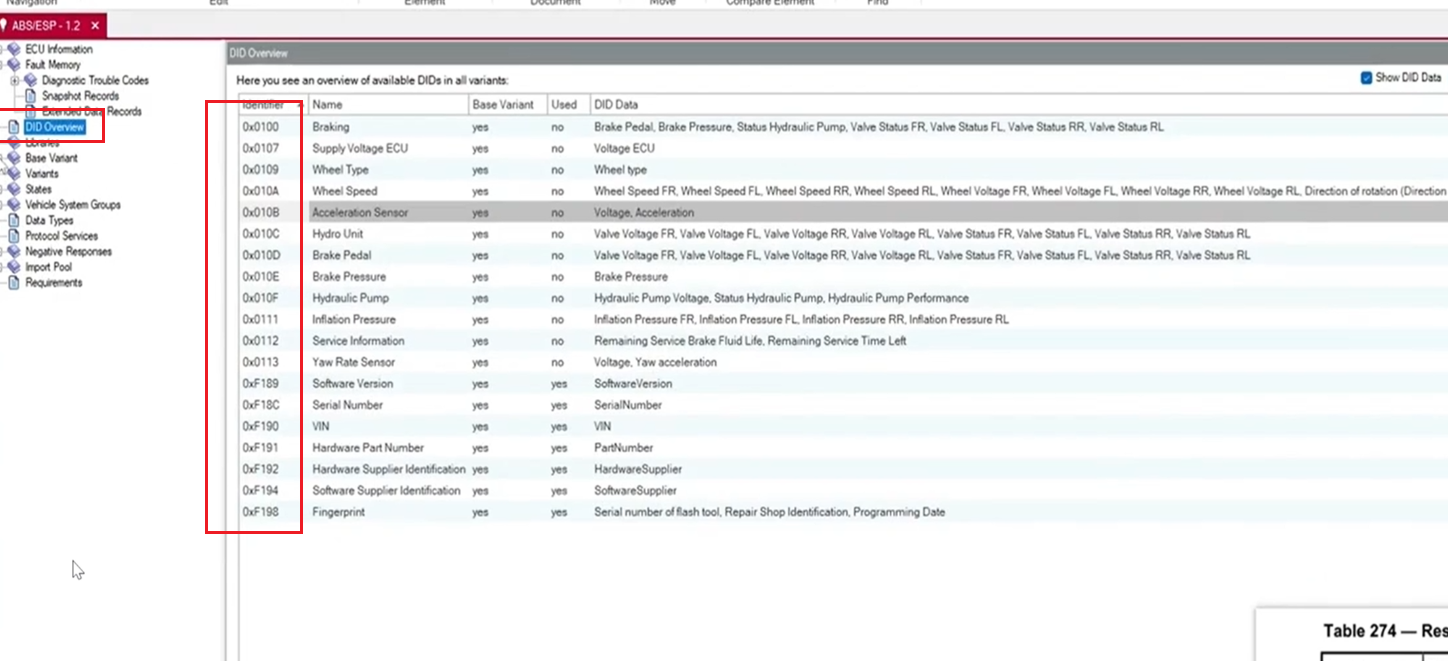 Navigation Edit Element Document Move Compare Element Find
ABS/ESP - 1.2 ×
ECU Information
Fault Memory
Diagnostic Trouble Codes
Snapshot Records
Extended Data Records
DID Overview
Libraries
Base Variant
Variants
States
Vehicle System Groups
Data Types
Protocol Services
Negative Responses
Import Pool
Requirements
DID Overview
Here you see an overview of available DIDs in all variants:
Show DID Data
Identifier Name Base Variant Used DID Data
0x0100 Braking yes no Brake Pedal, Brake Pressure, Status Hydraulic Pump, Valve Status FR, Valve Status FL, Valve Status RR, Valve Status RL
0x0107 Supply Voltage ECU yes no Voltage ECU
0x0109 Wheel Type yes no Wheel type
0x010A Wheel Speed yes no Wheel Speed FR, Wheel Speed FL, Wheel Speed RR, Wheel Speed RL, Wheel Voltage FR, Wheel Voltage FL, Wheel Voltage RR, Wheel Voltage RL, Direction of rotation (Direction
0x010B Acceleration Sensor yes no Voltage, Acceleration
0x010C Hydro Unit yes no Valve Voltage FR, Valve Voltage FL, Valve Voltage RR, Valve Voltage RL, Valve Status FR, Valve Status FL, Valve Status RR, Valve Status RL
0x010D Brake Pedal yes no Valve Voltage FR, Valve Voltage FL, Valve Voltage RR, Valve Voltage RL, Valve Status FR, Valve Status FL, Valve Status RR, Valve Status RL
0x010E Brake Pressure yes no Brake Pressure
0x010F Hydraulic Pump yes no Hydraulic Pump Voltage, Status Hydraulic Pump, Hydraulic Pump Performance
0x0111 Inflation Pressure yes no Inflation Pressure FR, Inflation Pressure FL, Inflation Pressure RR, Inflation Pressure RL
0x0112 Service Information yes no Remaining Service Brake Fluid Life, Remaining Service Time Left
0x0113 Yaw Rate Sensor yes no Voltage, Yaw acceleration
0xF189 Software Version yes yes SoftwareVersion
0xF18C Serial Number yes yes SerialNumber
0xF190 VIN yes yes VIN
0xF191 Hardware Part Number yes yes PartNumber
0xF192 Hardware Supplier Identification yes yes HardwareSupplier
0xF194 Software Supplier Identification yes yes SoftwareSupplier
0xF198 Fingerprint yes yes Serial number of flash tool, Repair Shop Identification, Programming Date
Table 274 — Res